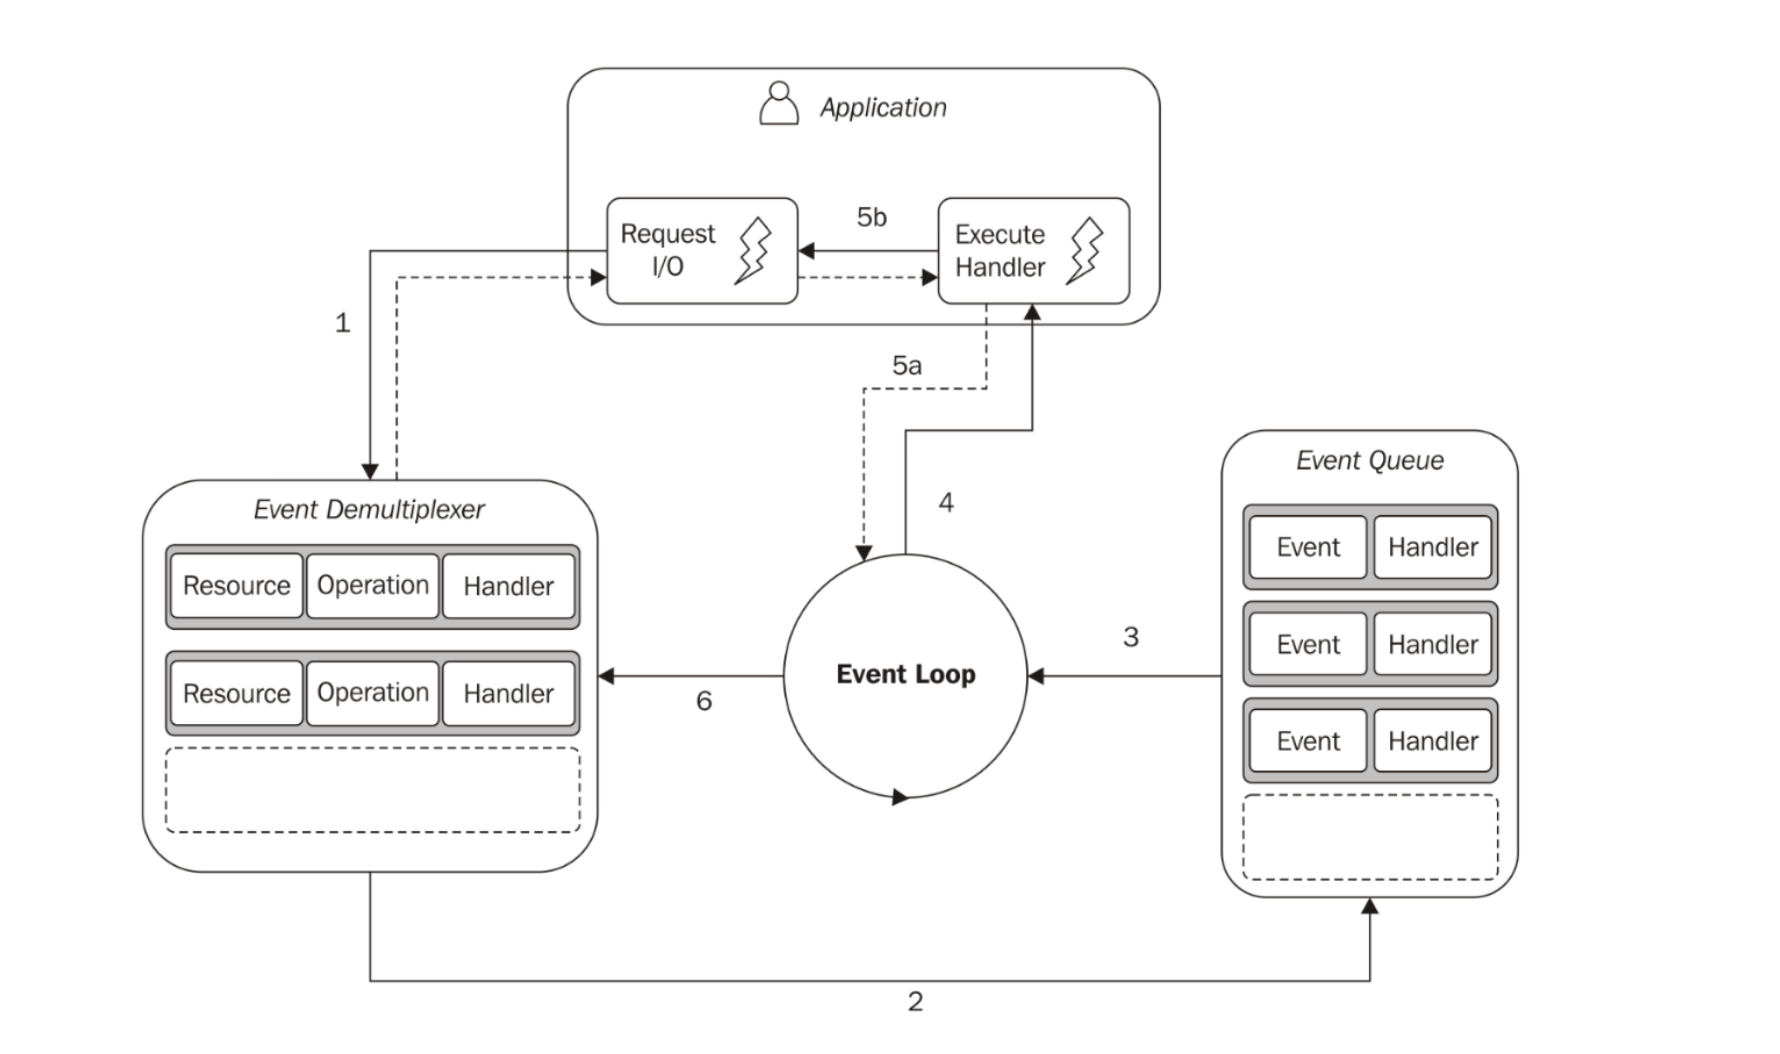 Application
Request
I/O
5b
Execute
Handler
1
5a
4
Event Demultiplexer
Resource Operation Handler
Resource Operation Handler
6
Event Loop
3
Event Queue
Event Handler
Event Handler
Event Handler
2